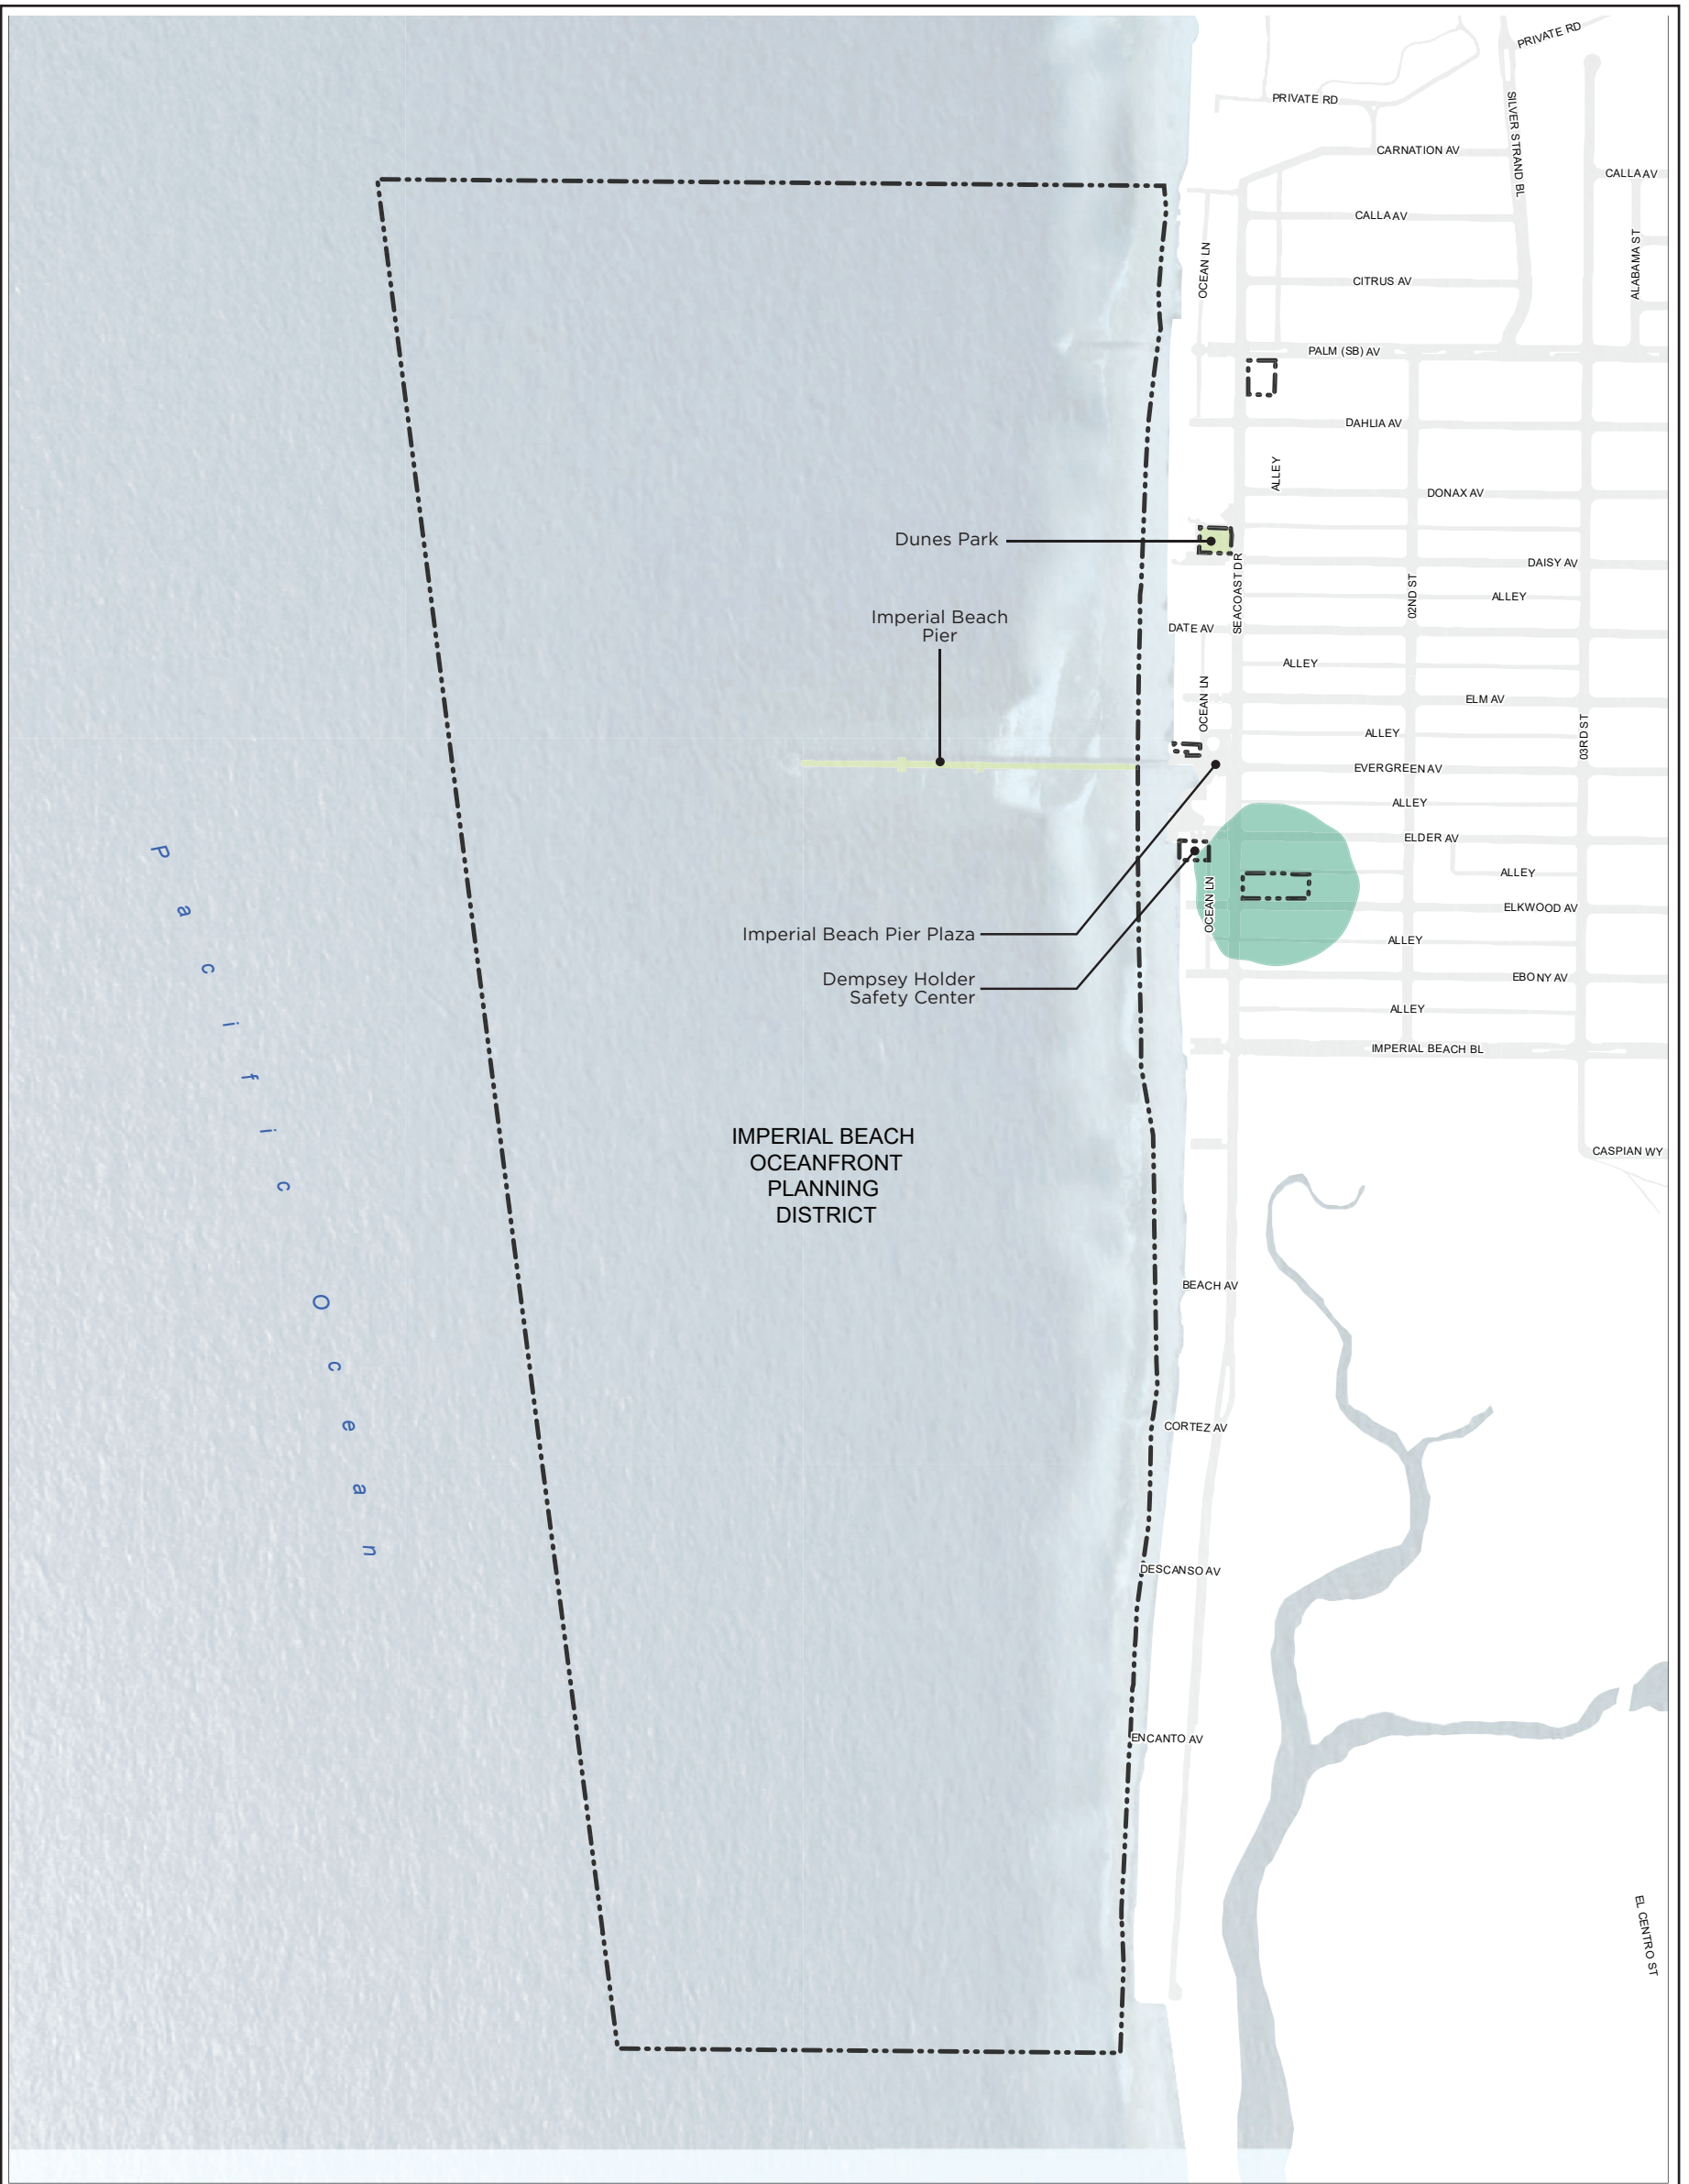 PRIVATE RD
PRIVATE RD
SILVER STRAND BL
CARNATION AV
CALLA AV
CALLA AV
ALABAMA ST
OCEAN LN
CITRUS AV
PALM (SB) AV
DAHLIA AV
ALLEY
DONAX AV
Dunes Park
SEACOAST DR
DAISY AV
02ND ST
ALLEY
Imperial Beach
Pier
DATE AV
ALLEY
OCEAN LN
ELM AV
03RD ST
ALLEY
EVERGREEN AV
ALLEY
ELDER AV
ALLEY
OCEAN LN
ELKWOOD AV
Imperial Beach Pier Plaza
ALLEY
Dempsey Holder
Safety Center
EBONY AV
ALLEY
IMPERIAL BEACH BL
Pacific Ocean
IMPERIAL BEACH
OCEANFRONT
PLANNING
DISTRICT
CASPIAN WY
BEACH AV
CORTEZ AV
DESCANSO AV
ENCANTO AV
EL CENTRO ST